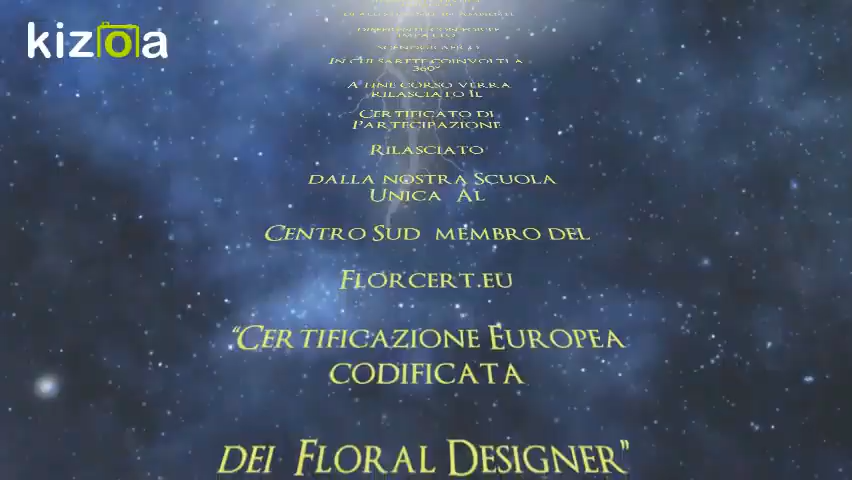 kizoa
In cui sarete coinvolti a
360°
A fine corso verrà
rilasciato Il
Certificato di
Partecipazione
Rilasciato
dalla nostra Scuola
Unica Al
Centro Sud membro del
Florcert.eu
“Certificazione Europea
codificata
dei Floral Designer”